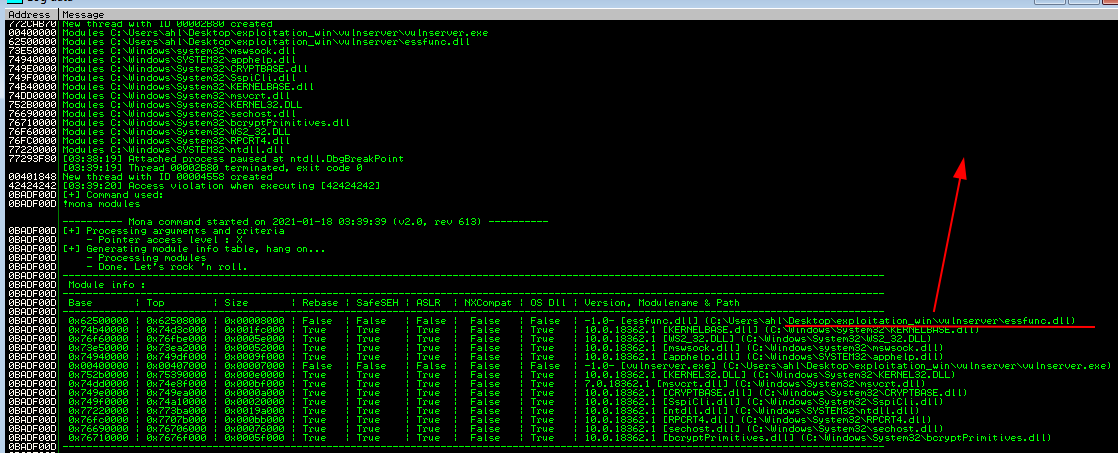 Address Message
772CAB70 New thread with ID 00002B80 created
00400000 Modules C:\Users\ahl\Desktop\exploitation_win\vulnserver\vulnserver.exe
62500000 Modules C:\Users\ahl\Desktop\exploitation_win\vulnserver\essfunc.dll
73E50000 Modules C:\Windows\system32\mswsock.dll
74940000 Modules C:\Windows\SYSTEM32\apphelp.dll
749E0000 Modules C:\Windows\System32\CRYPTBASE.dll
749F0000 Modules C:\Windows\System32\SspiCli.dll
74B40000 Modules C:\Windows\System32\KERNELBASE.dll
74DD0000 Modules C:\Windows\System32\msvcrt.dll
752B0000 Modules C:\Windows\System32\KERNEL32.DLL
76690000 Modules C:\Windows\System32\sechost.dll
76710000 Modules C:\Windows\System32\bcryptPrimitives.dll
76F60000 Modules C:\Windows\System32\WS2_32.DLL
76FC0000 Modules C:\Windows\System32\RPCRT4.dll
77220000 Modules C:\Windows\SYSTEM32\ntdll.dll
77293F80 [03:38:19] Attached process paused at ntdll.DbgBreakPoint
[03:39:19] Thread 00002B80 terminated, exit code 0
00401848 New thread with ID 00004558 created
42424242 [03:39:20] Access violation when executing [42424242]
0BADF00D [+] Command used:
0BADF00D !mona modules
---------- Mona command started on 2021-01-18 03:39:39 (v2.0, rev 613) ----------
0BADF00D [+] Processing arguments and criteria
0BADF00D - Pointer access level : X
0BADF00D [+] Generating module info table, hang on...
0BADF00D - Processing modules
0BADF00D - Done. Let's rock 'n roll.
0BADF00D
0BADF00D Module info :
0BADF00D
0BADF00D Base | Top | Size | Rebase | SafeSEH | ASLR | NXCompat | OS Dll | Version, Modulename & Path
0BADF00D
0BADF00D 0x62500000 | 0x62508000 | 0x00008000 | False | False | False | False | False | -1.0- [essfunc.dll] (C:\Users\ahl\Desktop\exploitation_win\vulnserver\essfunc.dll)
0BADF00D 0x74b40000 | 0x74d3c000 | 0x001fc000 | True | True | True | False | True | 10.0.18362.1 [KERNELBASE.dll] (C:\Windows\System32\KERNELBASE.dll)
0BADF00D 0x76f60000 | 0x76fbe000 | 0x0005e000 | True | True | True | False | True | 10.0.18362.1 [WS2_32.DLL] (C:\Windows\System32\WS2_32.DLL)
0BADF00D 0x73e50000 | 0x73ea2000 | 0x00052000 | True | True | True | False | True | 10.0.18362.1 [mswsock.dll] (C:\Windows\system32\mswsock.dll)
0BADF00D 0x74940000 | 0x749df000 | 0x0009f000 | True | True | True | False | True | 10.0.18362.1 [apphelp.dll] (C:\Windows\SYSTEM32\apphelp.dll)
0BADF00D 0x00400000 | 0x00407000 | 0x00007000 | False | False | False | False | False | -1.0- [vulnserver.exe] (C:\Users\ahl\Desktop\exploitation_win\vulnserver\vulnserver.exe)
0BADF00D 0x752b0000 | 0x75390000 | 0x000e0000 | True | True | True | False | True | 10.0.18362.1 [KERNEL32.DLL] (C:\Windows\System32\KERNEL32.DLL)
0BADF00D 0x74dd0000 | 0x74e8f000 | 0x000bf000 | True | True | True | False | True | 7.0.18362.1 [msvcrt.dll] (C:\Windows\System32\msvcrt.dll)
0BADF00D 0x749e0000 | 0x749ea000 | 0x0000a000 | True | True | True | False | True | 10.0.18362.1 [CRYPTBASE.dll] (C:\Windows\System32\CRYPTBASE.dll)
0BADF00D 0x749f0000 | 0x74a10000 | 0x00020000 | True | True | True | False | True | 10.0.18362.1 [SspiCli.dll] (C:\Windows\System32\SspiCli.dll)
0BADF00D 0x77220000 | 0x773ba000 | 0x0019a000 | True | True | True | False | True | 10.0.18362.1 [ntdll.dll] (C:\Windows\SYSTEM32\ntdll.dll)
0BADF00D 0x76fc0000 | 0x7707b000 | 0x000bb000 | True | True | True | False | True | 10.0.18362.1 [RPCRT4.dll] (C:\Windows\System32\RPCRT4.dll)
0BADF00D 0x76690000 | 0x76706000 | 0x00076000 | True | True | True | False | True | 10.0.18362.1 [sechost.dll] (C:\Windows\System32\sechost.dll)
0BADF00D 0x76710000 | 0x7676f000 | 0x0005f000 | True | True | True | False | True | 10.0.18362.1 [bcryptPrimitives.dll] (C:\Windows\System32\bcryptPrimitives.dll)
0BADF00D